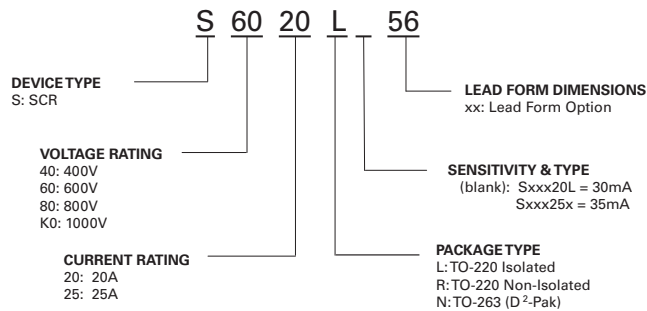 S 60 20 L _ 56
DEVICE TYPE
S: SCR
VOLTAGE RATING
40: 400V
60: 600V
80: 800V
K0: 1000V
CURRENT RATING
20: 20A
25: 25A
LEAD FORM DIMENSIONS
xx: Lead Form Option
SENSITIVITY & TYPE
(blank): Sxxx20L = 30mA
Sxxx25x = 35mA
PACKAGE TYPE
L: TO-220 Isolated
R: TO-220 Non-Isolated
N: TO-263 (D²-Pak)